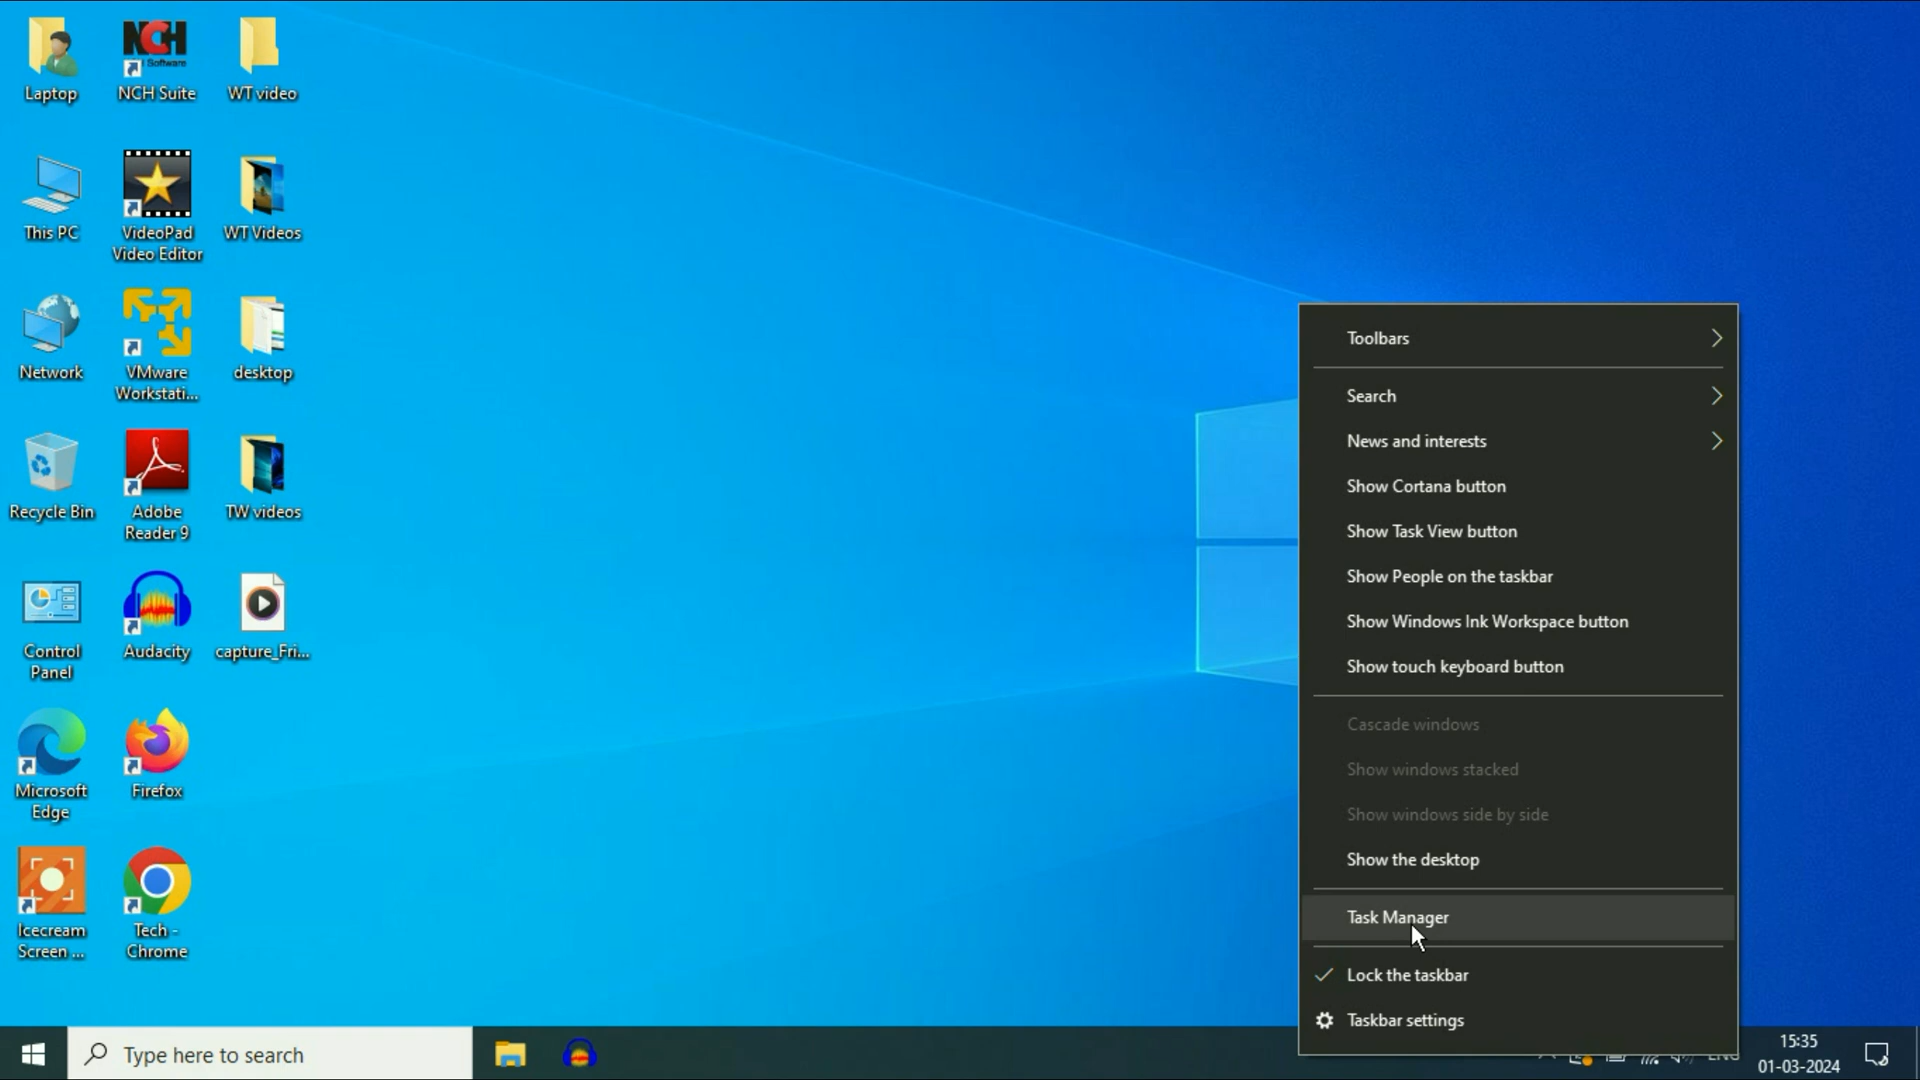 Laptop
NCH Software
NCH Suite
WT video
This PC
VideoPad
Video Editor
WT Videos
Network
VMware
Workstati...
desktop
Recycle Bin
Adobe
Reader 9
TW videos
Control
Panel
Audacity
capture_Fri...
Microsoft
Edge
Firefox
Icecream
Screen ...
Tech -
Chrome
Toolbars
Search
News and interests
Show Cortana button
Show Task View button
Show People on the taskbar
Show Windows Ink Workspace button
Show touch keyboard button
Cascade windows
Show windows stacked
Show windows side by side
Show the desktop
Task Manager
Lock the taskbar
Taskbar settings
Type here to search
ENG
15:35
01-03-2024